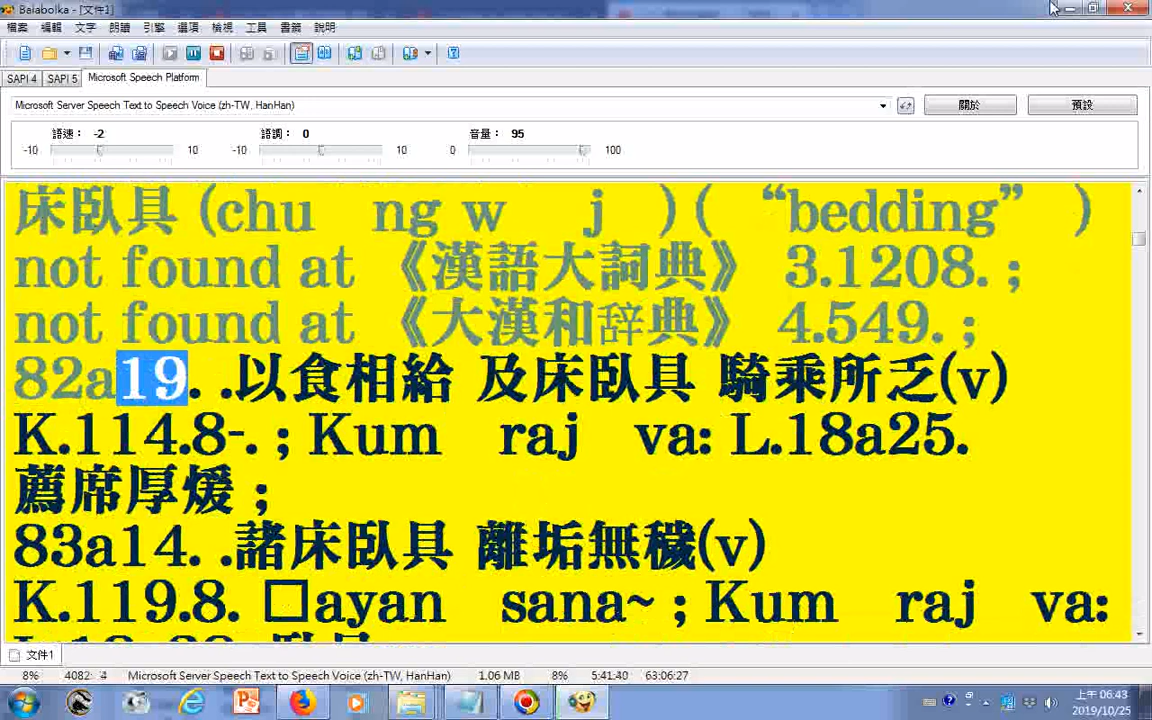 Balabolka - [文件1]
檔案 編輯 文字 朗讀 引擎 選項 檢視 工具 書籤 說明
SAPI 4 SAPI 5 Microsoft Speech Platform
Microsoft Server Speech Text to Speech Voice (zh-TW, HanHan) 關於 預設
語速： -2 語調： 0 音量： 95
-10 10 -10 10 0 100
床臥具 (chu ng w j )( “bedding” )
not found at 《漢語大詞典》 3.1208. ;
not found at 《大漢和辞典》 4.549. ;
82a19. .以食相給 及床臥具 騎乘所乏(v)
K.114.8-. ; Kum raj va: L.18a25.
薦席厚煖 ;
83a14. .諸床臥具 離垢無穢(v)
K.119.8. □ayan sana~ ; Kum raj va:
文件1
8% 4082: 4 Microsoft Server Speech Text to Speech Voice (zh-TW, HanHan) 1.06 MB 8% 5:41:40 63:06:27
上午 06:43
2019/10/25